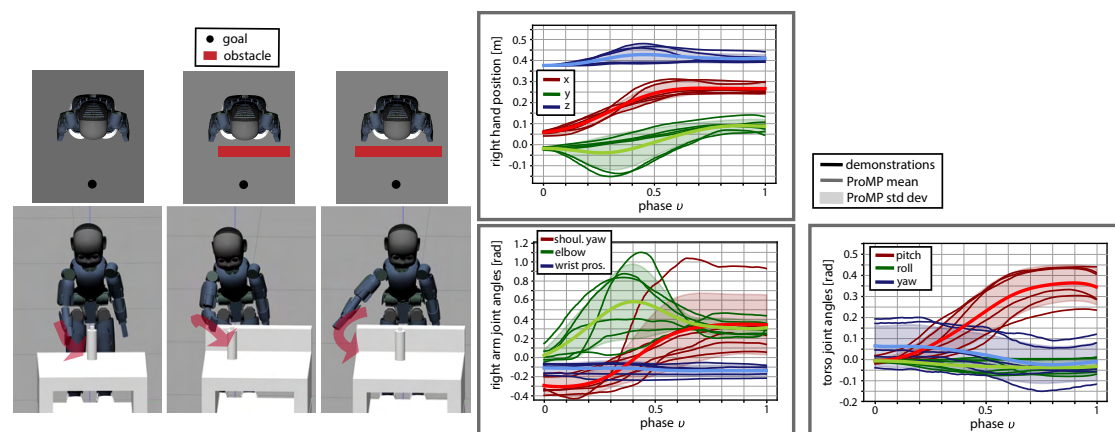 goal
obstacle
right hand position [m]
0.5
0.4
0.3
0.2
0.1
0.0
-0.1
x
y
z
0
0.5
1
phase υ
demonstrations
ProMP mean
ProMP std dev
right arm joint angles [rad]
1.2
1.0
0.8
0.6
0.4
0.2
0.0
-0.2
-0.4
shoul. yaw
elbow
wrist pros.
0
0.5
1
phase υ
torso joint angles [rad]
0.5
0.4
0.3
0.2
0.1
0.0
-0.1
-0.2
pitch
roll
yaw
0
0.5
1
phase υ